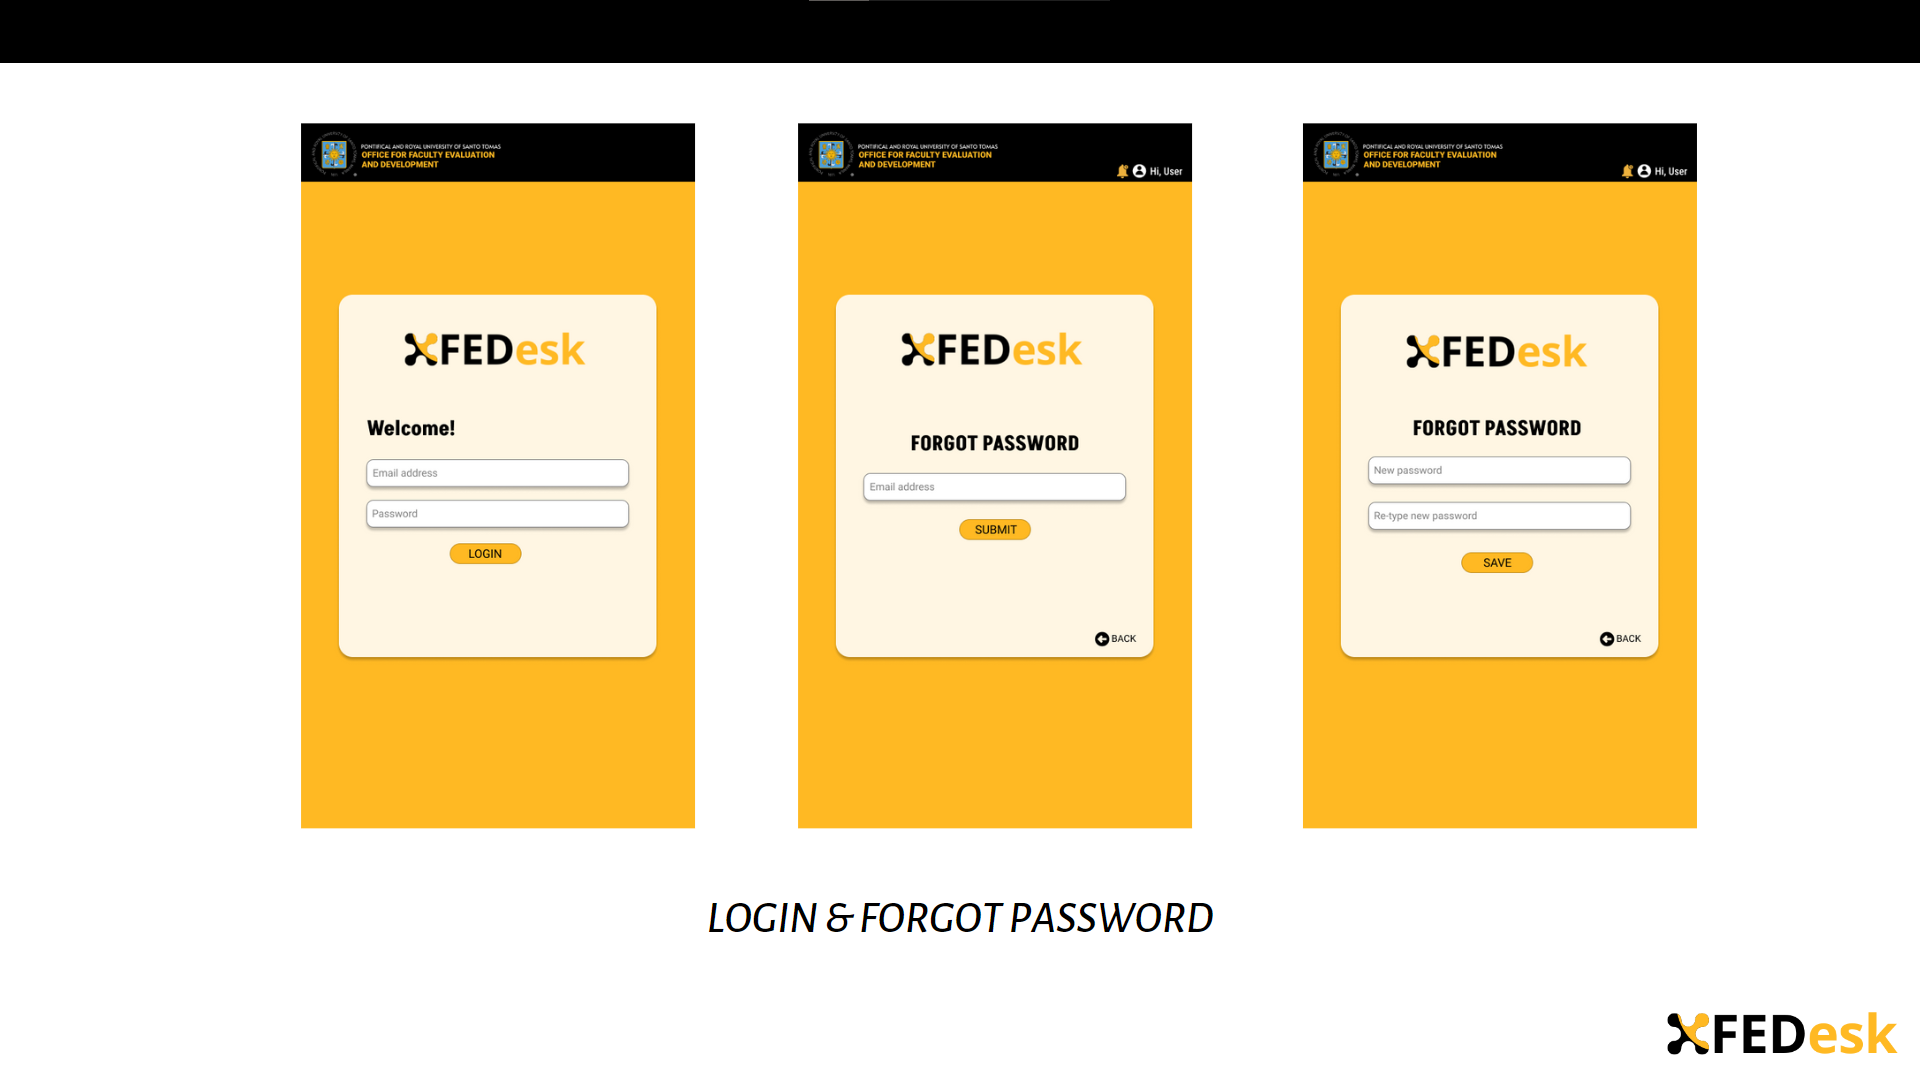 PONTIFICAL AND ROYAL UNIVERSITY OF SANTO TOMAS
OFFICE FOR FACULTY EVALUATION
AND DEVELOPMENT
FEDesk
Welcome!
Email address
Password
LOGIN
PONTIFICAL AND ROYAL UNIVERSITY OF SANTO TOMAS
OFFICE FOR FACULTY EVALUATION
AND DEVELOPMENT
Hi, User
FEDesk
FORGOT PASSWORD
Email address
SUBMIT
BACK
PONTIFICAL AND ROYAL UNIVERSITY OF SANTO TOMAS
OFFICE FOR FACULTY EVALUATION
AND DEVELOPMENT
Hi, User
FEDesk
FORGOT PASSWORD
New password
Re-type new password
SAVE
BACK
LOGIN & FORGOT PASSWORD
FEDesk